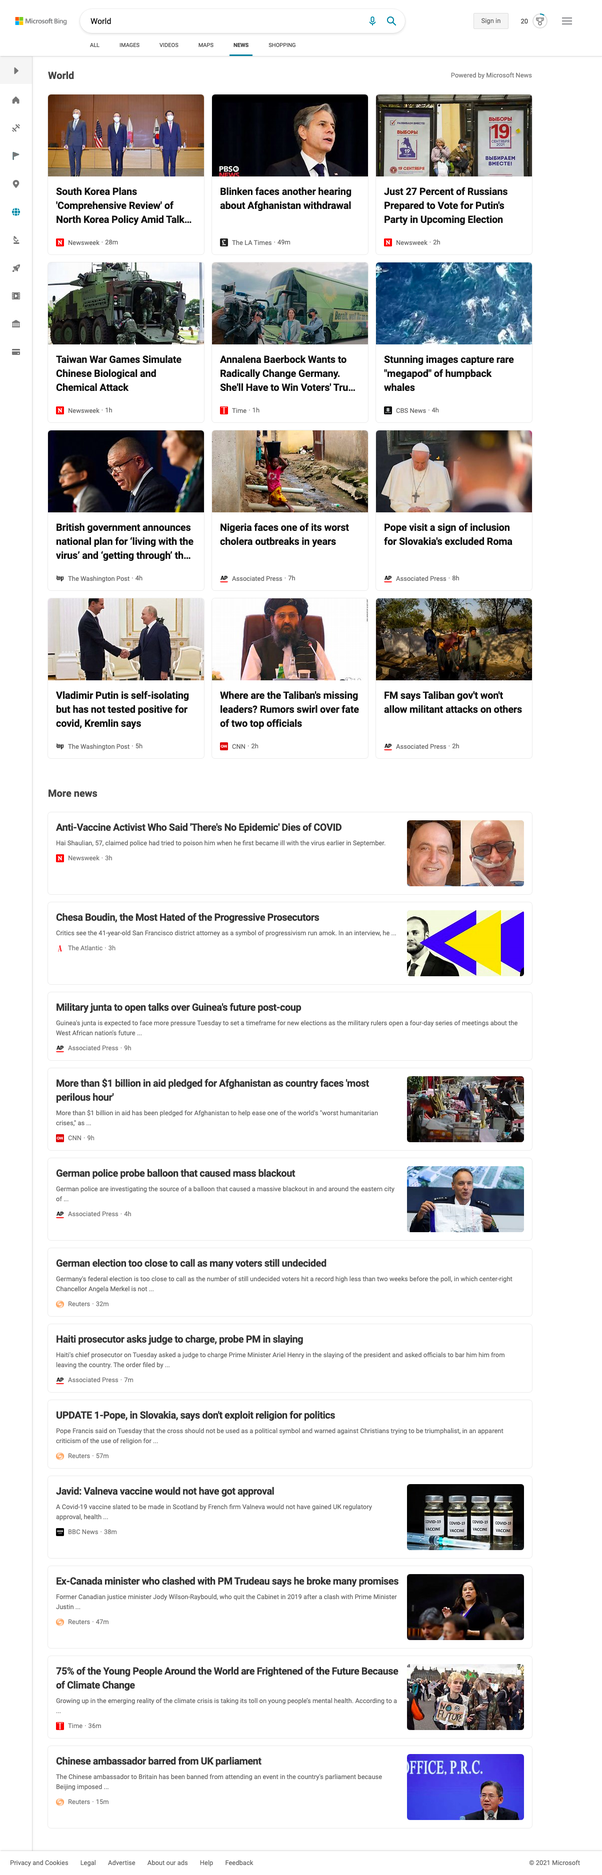 Microsoft Bing
World
Sign in
20
ALL IMAGES VIDEOS MAPS NEWS SHOPPING
World
Powered by Microsoft News
ВЫБОРЫ
19
ВЫБОРЫ
19
ВЫБИРАЕМ
ВМЕСТЕ!
PBS
NEWS
South Korea Plans
'Comprehensive Review' of
North Korea Policy Amid Talk...
Newsweek · 28m
Blinken faces another hearing
about Afghanistan withdrawal
The LA Times · 49m
Just 27 Percent of Russians
Prepared to Vote for Putin's
Party in Upcoming Election
Newsweek · 2h
Taiwan War Games Simulate
Chinese Biological and
Chemical Attack
Newsweek · 1h
Annalena Baerbock Wants to
Radically Change Germany.
She'll Have to Win Voters' Tru...
Time · 1h
Stunning images capture rare
"megapod" of humpback
whales
CBS News · 4h
British government announces
national plan for 'living with the
virus' and 'getting through' th...
The Washington Post · 4h
Nigeria faces one of its worst
cholera outbreaks in years
Associated Press · 7h
Pope visit a sign of inclusion
for Slovakia's excluded Roma
Associated Press · 8h
Vladimir Putin is self-isolating
but has not tested positive for
covid, Kremlin says
The Washington Post · 5h
Where are the Taliban's missing
leaders? Rumors swirl over fate
of two top officials
CNN · 2h
FM says Taliban gov't won't
allow militant attacks on others
Associated Press · 2h
More news
Anti-Vaccine Activist Who Said 'There's No Epidemic' Dies of COVID
Hai Shaulian, 57, claimed police had tried to poison him when he first became ill with the virus earlier in September.
Newsweek · 3h
Chesa Boudin, the Most Hated of the Progressive Prosecutors
Critics see the 41-year-old San Francisco district attorney as a symbol of progressivism run amok. In an interview, he ...
The Atlantic · 3h
Military junta to open talks over Guinea's future post-coup
Guinea's junta is expected to face more pressure Tuesday to set a timeframe for new elections as the military rulers open a four-day series of meetings about the
West African nation's future ...
Associated Press · 9h
More than $1 billion in aid pledged for Afghanistan as country faces 'most
perilous hour'
More than $1 billion in aid has been pledged for Afghanistan to help ease one of the world's "worst humanitarian
crises," as ...
CNN · 9h
German police probe balloon that caused mass blackout
German police are investigating the source of a balloon that caused a massive blackout in and around the eastern city
of ...
Associated Press · 4h
German election too close to call as many voters still undecided
Germany's federal election is too close to call as the number of still undecided voters hit a record high less than two weeks before the poll, in which center-right
Chancellor Angela Merkel is not ...
Reuters · 32m
Haiti prosecutor asks judge to charge, probe PM in slaying
Haiti's chief prosecutor on Tuesday asked a judge to charge Prime Minister Ariel Henry in the slaying of the president and asked officials to bar him him from
leaving the country. The order filed by ...
Associated Press · 7m
UPDATE 1-Pope, in Slovakia, says don't exploit religion for politics
Pope Francis said on Tuesday that the cross should not be used as a political symbol and warned against Christians trying to be triumphalist, in an apparent
criticism of the use of religion for ...
Reuters · 57m
Javid: Valneva vaccine would not have got approval
A Covid-19 vaccine slated to be made in Scotland by French firm Valneva would not have gained UK regulatory
approval, health ...
BBC News · 38m
COVID-19
VACCINE
COVID-19
VACCINE
COVID-19
VACCINE
COVID-19
VACCINE
Ex-Canada minister who clashed with PM Trudeau says he broke many promises
Former Canadian justice minister Jody Wilson-Raybould, who quit the Cabinet in 2019 after a clash with Prime Minister
Justin ...
Reuters · 47m
75% of the Young People Around the World are Frightened of the Future Because
of Climate Change
Growing up in the emerging reality of the climate crisis is taking its toll on young people's mental health. According to a
...
Time · 36m
NO
FUTURE
Chinese ambassador barred from UK parliament
The Chinese ambassador to Britain has been banned from attending an event in the country's parliament because
Beijing imposed ...
Reuters · 15m
OFFICE, P.R.C.
Privacy and Cookies Legal Advertise About our ads Help Feedback
© 2021 Microsoft